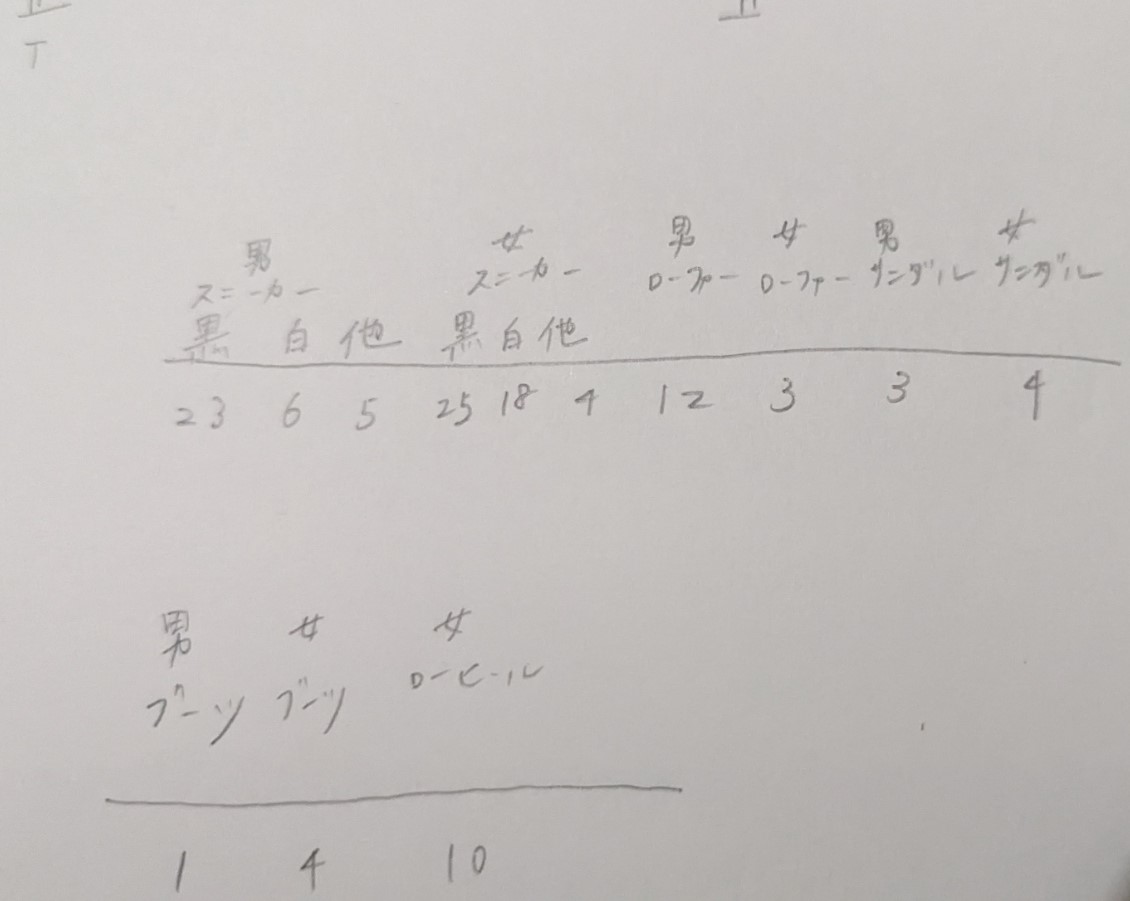 男 女 男 女 男 女
スニーカー スニーカー ローファー ローファー サンダル サンダル
黒 白 他 黒 白 他
23 6 5 25 18 4 12 3 3 4
男 女 女
ブーツ ブーツ ローヒール
1 4 10